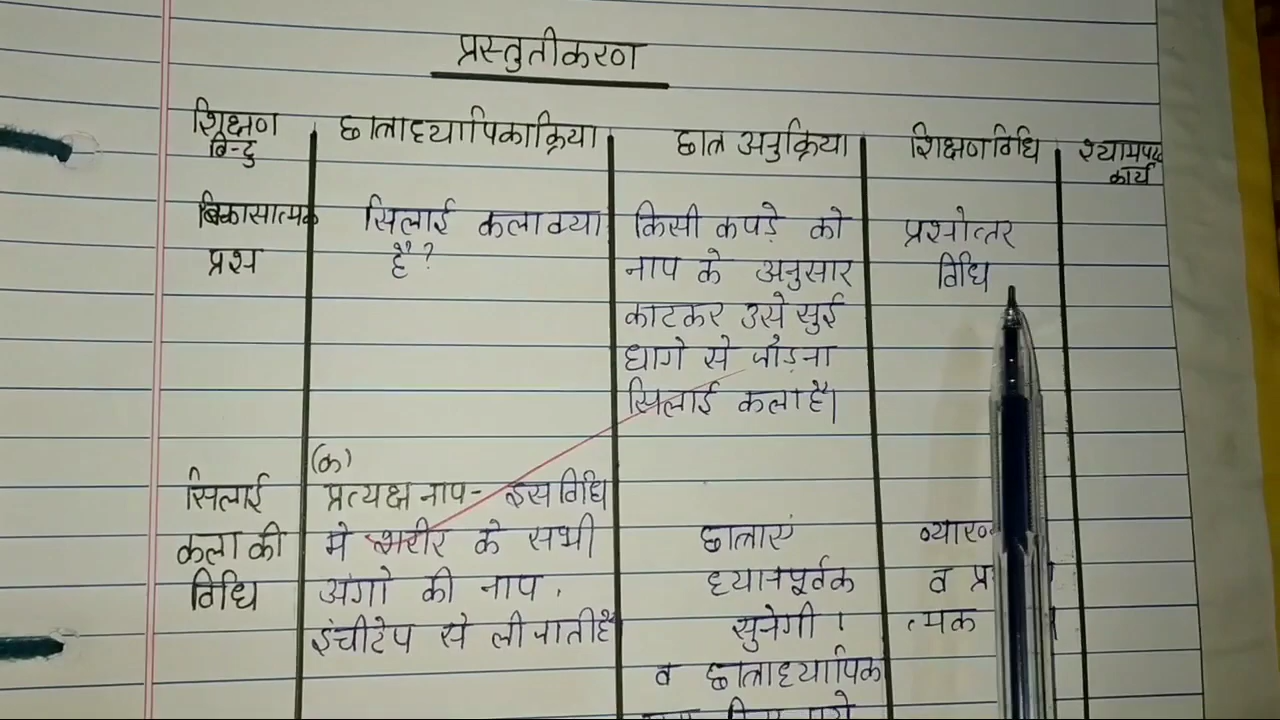 प्रस्तुतीकरण
शिक्षण बिन्दु
छात्राध्यापिकाक्रिया
छात्र अनुक्रिया
शिक्षण विधि
श्यामपट्ट कार्य
विकासात्मक
प्रश्न
सिलाई कला क्या
है?
किसी कपड़े को
नाप के अनुसार
काटकर उसे सुई
धागे से जोड़ना
सिलाई कला है।
प्रश्नोत्तर
विधि
सिलाई
कला की
विधि
(क)
प्रत्यक्ष नाप- इस विधि
मे शरीर के सभी
अंगो की नाप
इंचीटेप से ली जाती है
छात्राएं
ध्यानपूर्वक
सुनेगी।
व छात्राध्यापिका
व
त्मक